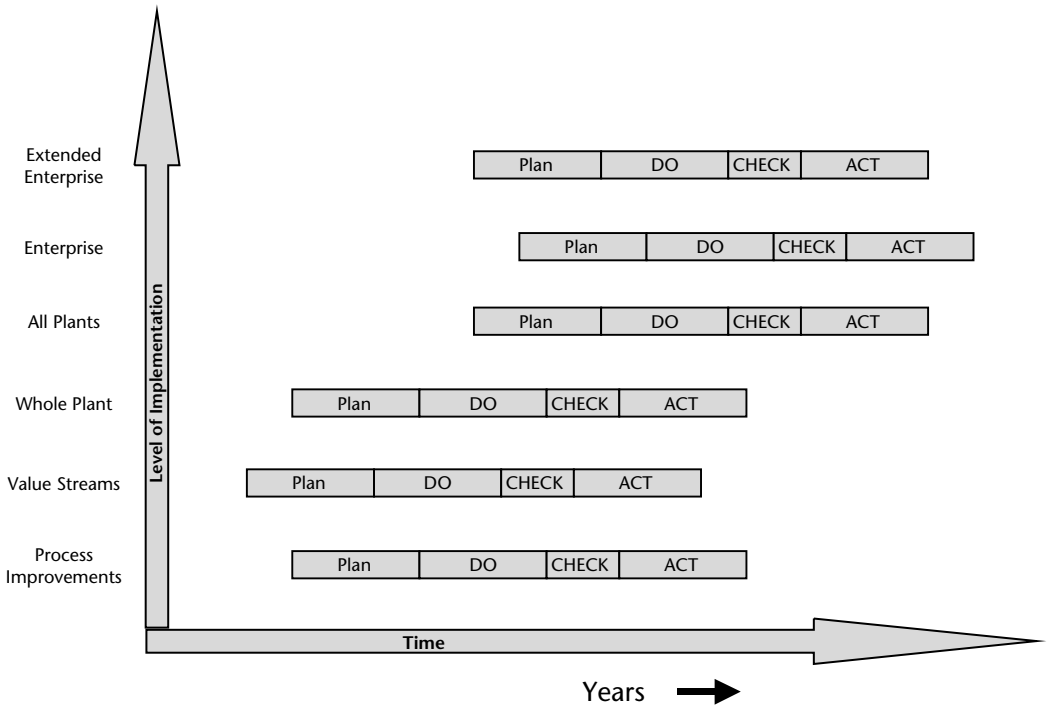 Extended
Enterprise
Plan DO CHECK ACT
Enterprise
Plan DO CHECK ACT
All Plants
Plan DO CHECK ACT
Whole Plant
Plan DO CHECK ACT
Value Streams
Plan DO CHECK ACT
Process
Improvements
Plan DO CHECK ACT
Level of Implementation
Time
Years